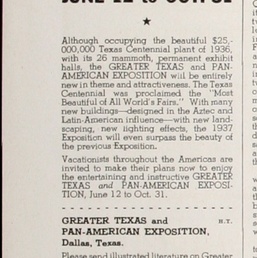 JUNE 12 to OCT. 31
★
Although occupying the beautiful $25,-
000,000 Texas Centennial plant of 1936,
with its 26 mammoth, permanent exhibit
halls, the GREATER TEXAS and PAN-
AMERICAN EXPOSITION will be entirely
new in theme and attractiveness. The Texas
Centennial was proclaimed the "Most
Beautiful of All World's Fairs." With many
new buildings—designed in the Aztec and
Latin-American influence—with new land-
scaping, new lighting effects, the 1937
Exposition will even surpass the beauty
of the previous Exposition.
Vacationists throughout the Americas are
invited to make their plans now to enjoy
the entertaining and instructive GREATER
TEXAS and PAN-AMERICAN EXPOSI-
TION, June 12 to Oct. 31.
GREATER TEXAS and H.T.
PAN-AMERICAN EXPOSITION,
Dallas, Texas.
Please send illustrated literature on Greater